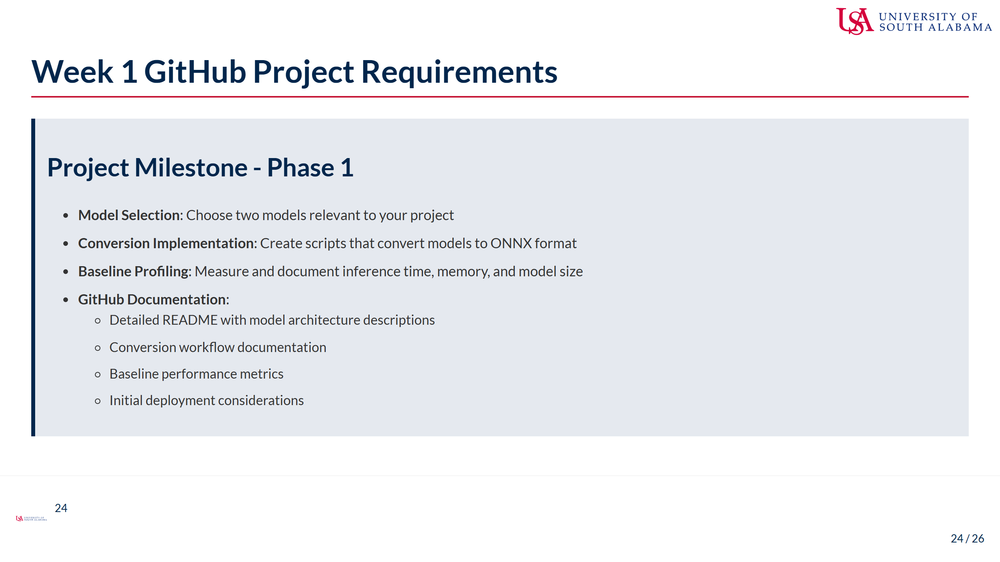 USA UNIVERSITY OF
SOUTH ALABAMA
Week 1 GitHub Project Requirements
Project Milestone - Phase 1
• Model Selection: Choose two models relevant to your project
• Conversion Implementation: Create scripts that convert models to ONNX format
• Baseline Profiling: Measure and document inference time, memory, and model size
• GitHub Documentation:
○ Detailed README with model architecture descriptions
○ Conversion workflow documentation
○ Baseline performance metrics
○ Initial deployment considerations
24
USA UNIVERSITY OF
SOUTH ALABAMA
24 / 26